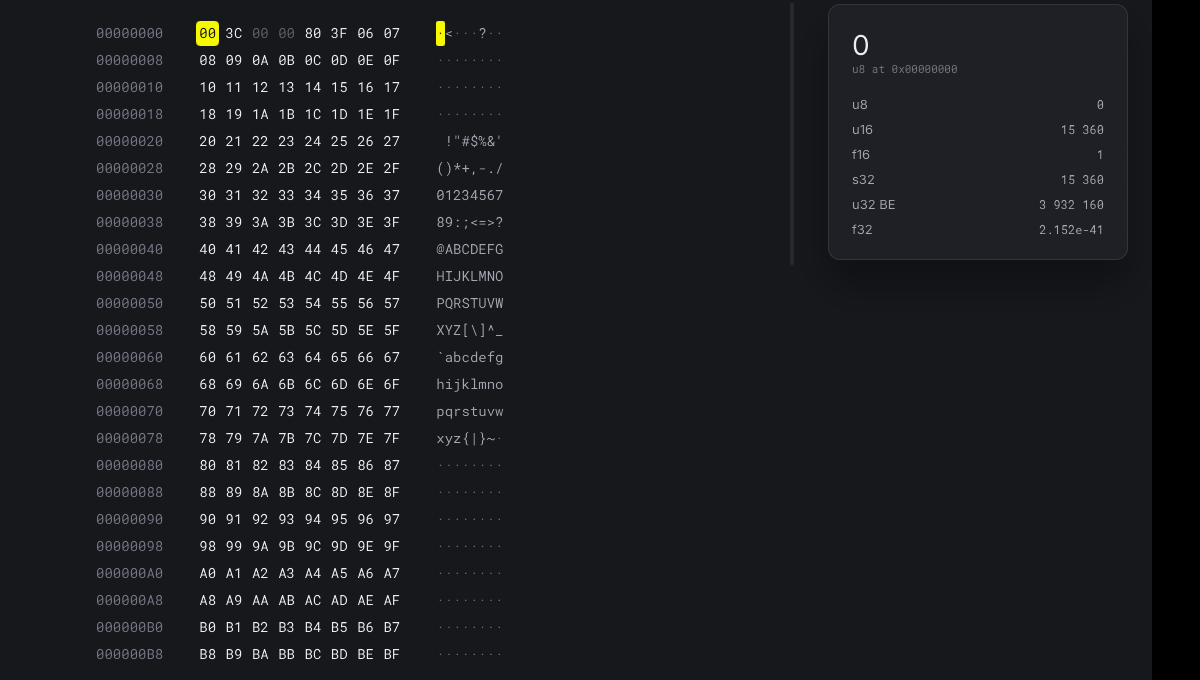 00000000 00 3C 00 00 80 3F 06 07 ·<···?··
00000008 08 09 0A 0B 0C 0D 0E 0F ········
00000010 10 11 12 13 14 15 16 17 ········
00000018 18 19 1A 1B 1C 1D 1E 1F ········
00000020 20 21 22 23 24 25 26 27  !"#$%&'
00000028 28 29 2A 2B 2C 2D 2E 2F ()*+,-./
00000030 30 31 32 33 34 35 36 37 01234567
00000038 38 39 3A 3B 3C 3D 3E 3F 89:;<=>?
00000040 40 41 42 43 44 45 46 47 @ABCDEFG
00000048 48 49 4A 4B 4C 4D 4E 4F HIJKLMNO
00000050 50 51 52 53 54 55 56 57 PQRSTUVW
00000058 58 59 5A 5B 5C 5D 5E 5F XYZ[\]^_
00000060 60 61 62 63 64 65 66 67 `abcdefg
00000068 68 69 6A 6B 6C 6D 6E 6F hijklmno
00000070 70 71 72 73 74 75 76 77 pqrstuvw
00000078 78 79 7A 7B 7C 7D 7E 7F xyz{|}~·
00000080 80 81 82 83 84 85 86 87 ········
00000088 88 89 8A 8B 8C 8D 8E 8F ········
00000090 90 91 92 93 94 95 96 97 ········
00000098 98 99 9A 9B 9C 9D 9E 9F ········
000000A0 A0 A1 A2 A3 A4 A5 A6 A7 ········
000000A8 A8 A9 AA AB AC AD AE AF ········
000000B0 B0 B1 B2 B3 B4 B5 B6 B7 ········
000000B8 B8 B9 BA BB BC BD BE BF ········
0
u8 at 0x00000000
u8 0
u16 15 360
f16 1
s32 15 360
u32 BE 3 932 160
f32 2.152e-41